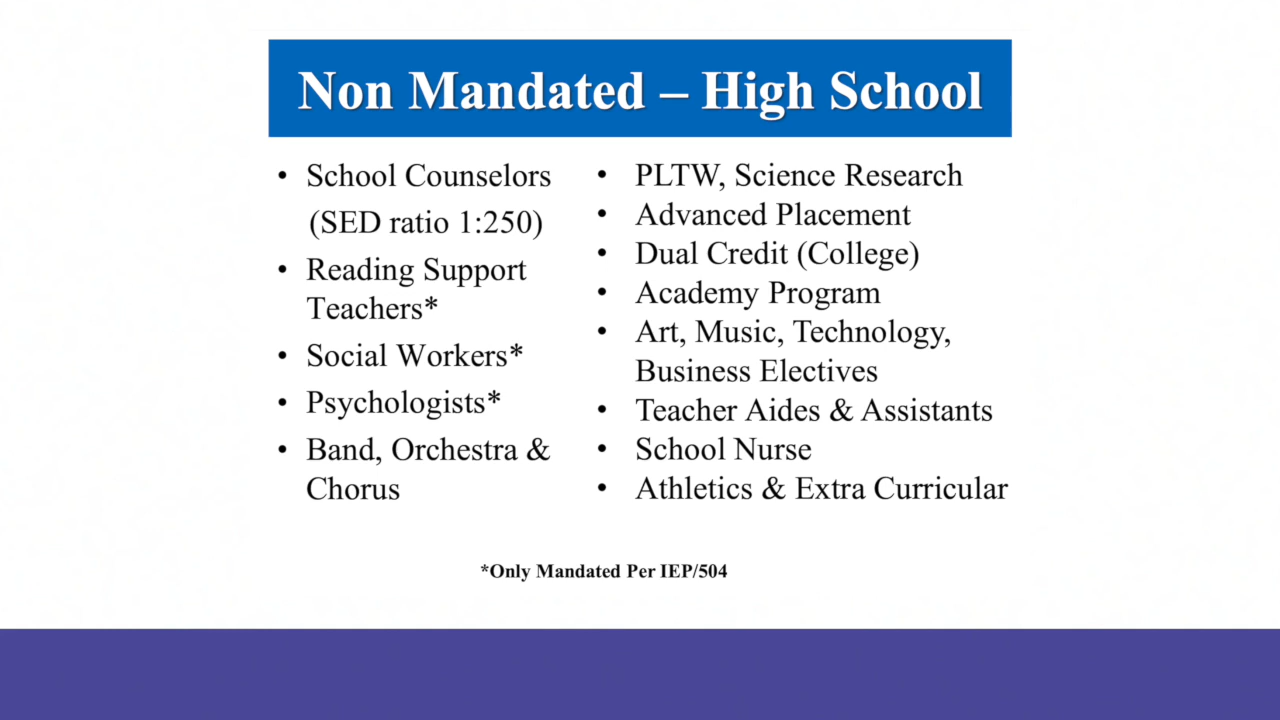 Non Mandated – High School
• School Counselors
(SED ratio 1:250)
• Reading Support
Teachers*
• Social Workers*
• Psychologists*
• Band, Orchestra &
Chorus
• PLTW, Science Research
• Advanced Placement
• Dual Credit (College)
• Academy Program
• Art, Music, Technology,
Business Electives
• Teacher Aides & Assistants
• School Nurse
• Athletics & Extra Curricular
*Only Mandated Per IEP/504